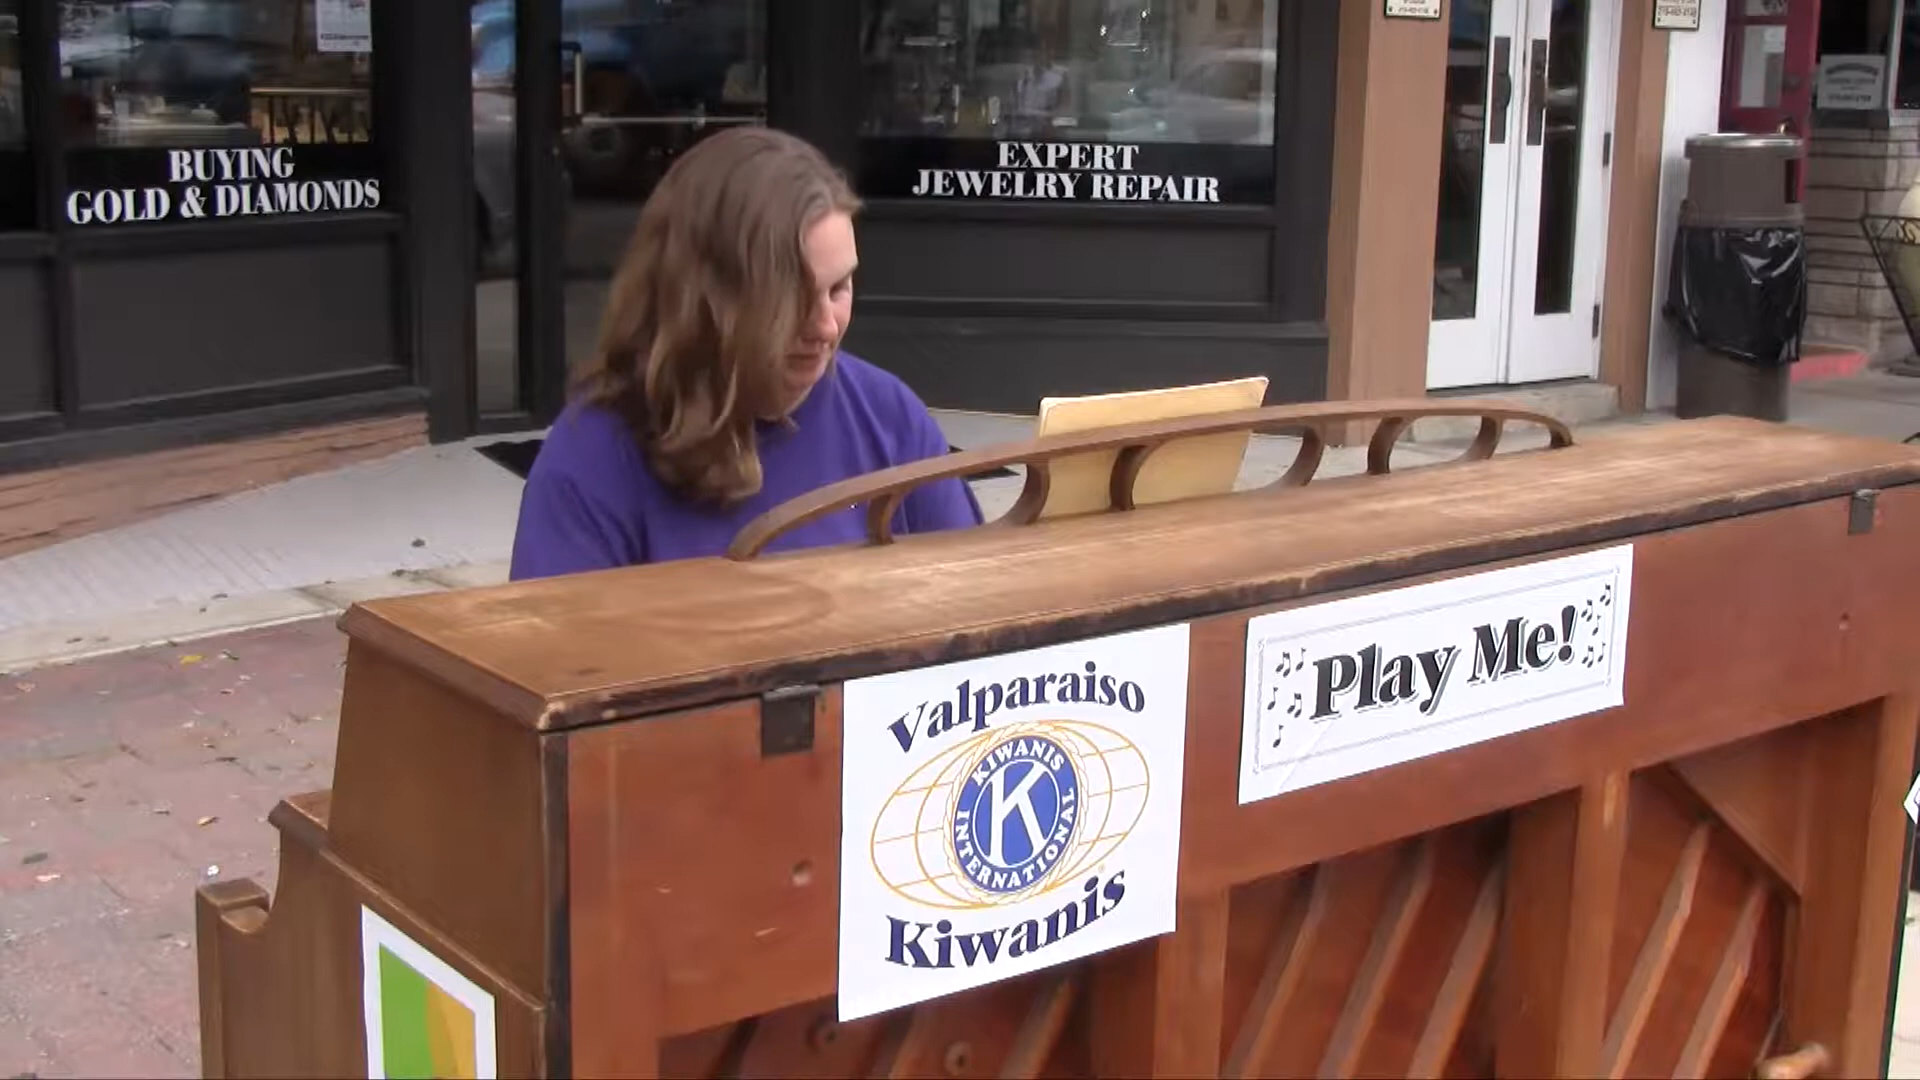 BUYING
GOLD & DIAMONDS
EXPERT
JEWELRY REPAIR
Valparaiso
KIWANIS
K
INTERNATIONAL
Kiwanis
Play Me!